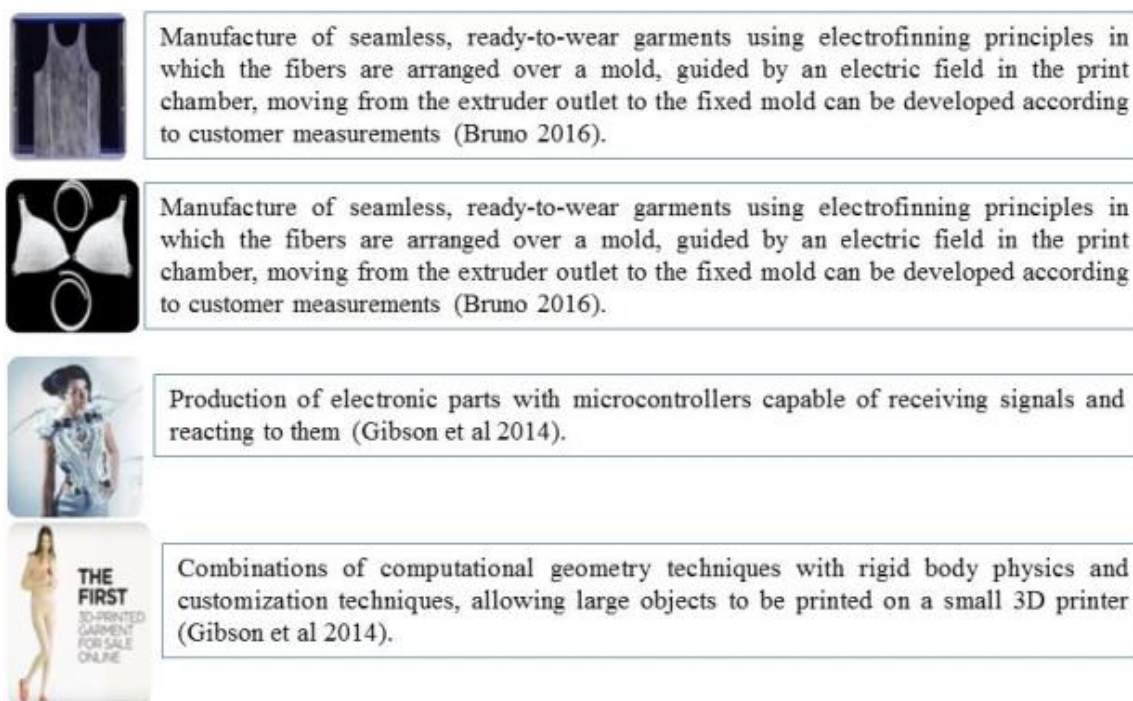 Manufacture of seamless, ready-to-wear garments using electrofinning principles in
which the fibers are arranged over a mold, guided by an electric field in the print
chamber, moving from the extruder outlet to the fixed mold can be developed according
to customer measurements (Bruno 2016).
Manufacture of seamless, ready-to-wear garments using electrofinning principles in
which the fibers are arranged over a mold, guided by an electric field in the print
chamber, moving from the extruder outlet to the fixed mold can be developed according
to customer measurements (Bruno 2016).
Production of electronic parts with microcontrollers capable of receiving signals and
reacting to them (Gibson et al 2014).
THE
FIRST
3D-PRINTED
GARMENT
FOR SALE
ONLINE
Combinations of computational geometry techniques with rigid body physics and
customization techniques, allowing large objects to be printed on a small 3D printer
(Gibson et al 2014).